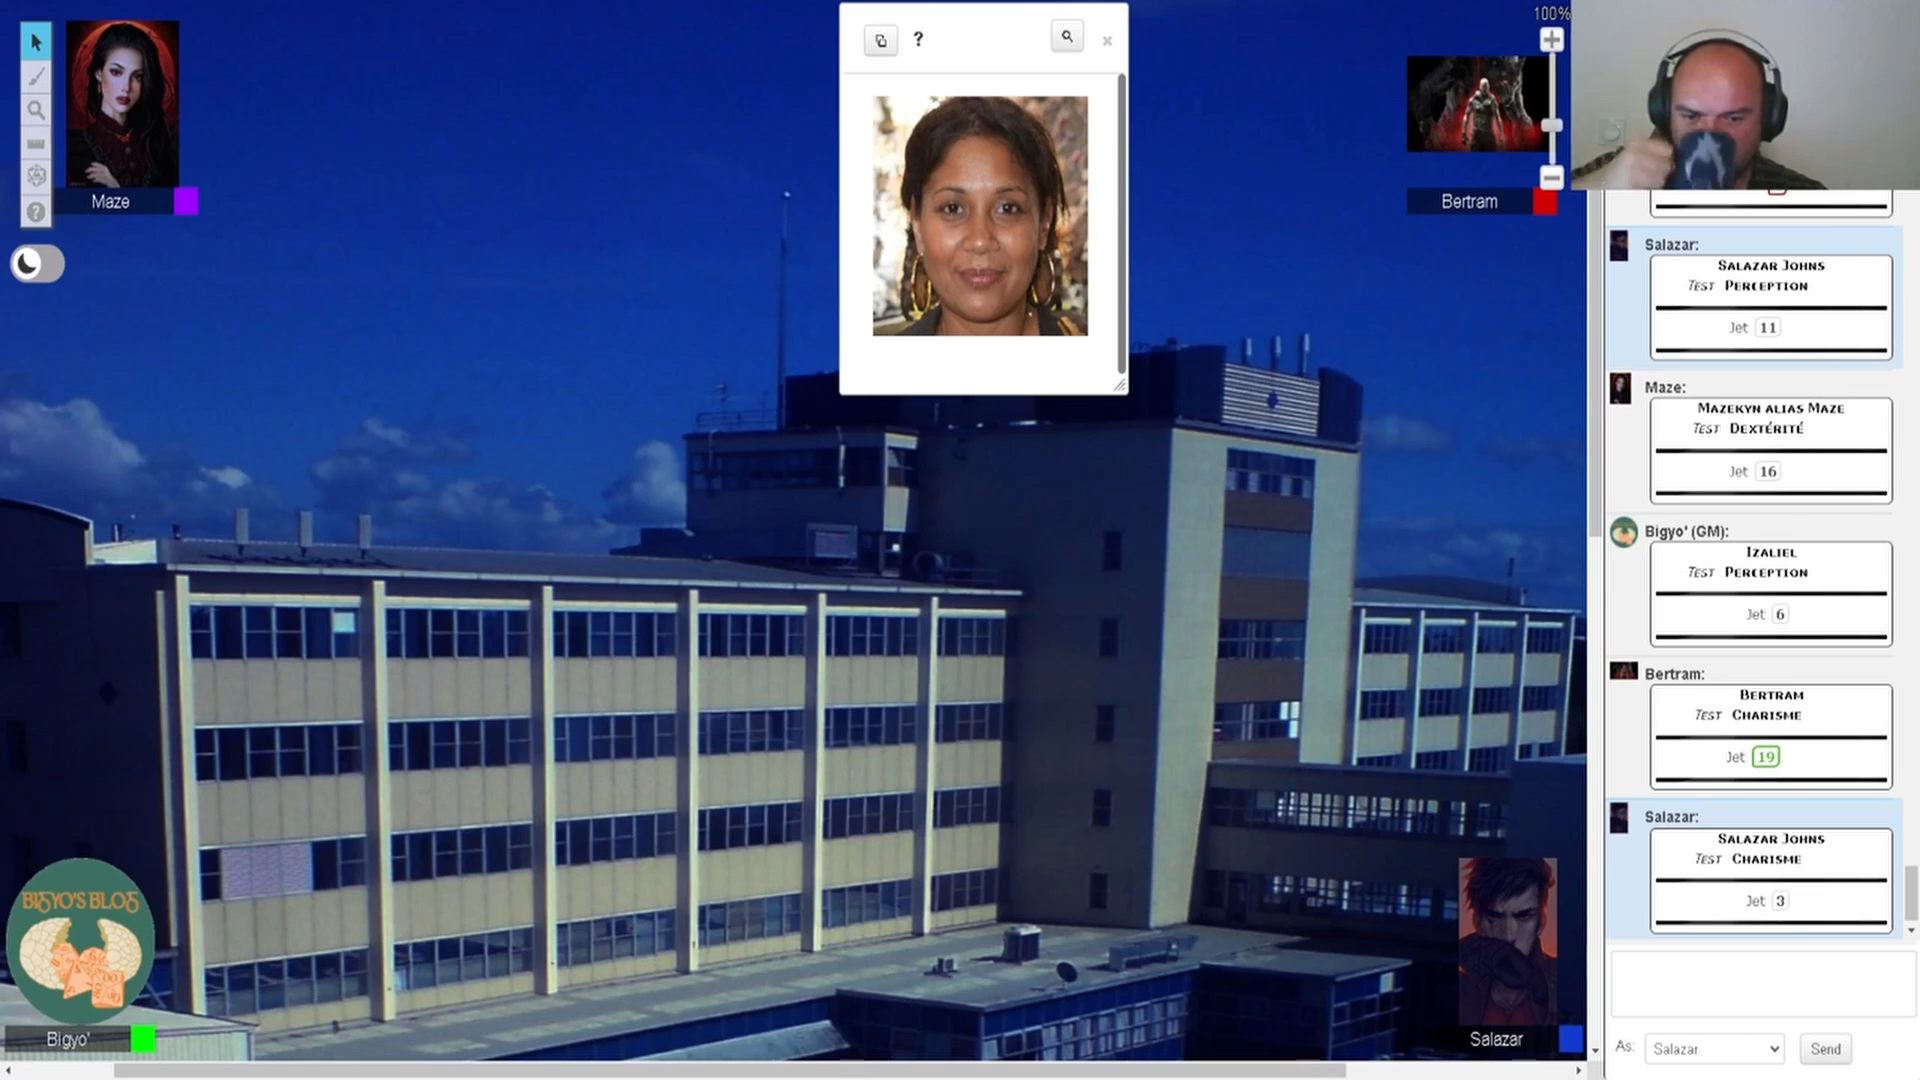 100%
?
Maze
Bertram
Salazar:
SALAZAR JOHNS
TEST PERCEPTION
Jet 11
Maze:
MAZEKYN ALIAS MAZE
TEST DEXTÉRITÉ
Jet 16
Bigyo' (GM):
IZALIEL
TEST PERCEPTION
Jet 6
Bertram:
BERTRAM
TEST CHARISME
Jet 19
Salazar:
SALAZAR JOHNS
TEST CHARISME
Jet 3
BIGYO'S BLOG
Bigyo'
Salazar
As: Salazar Send